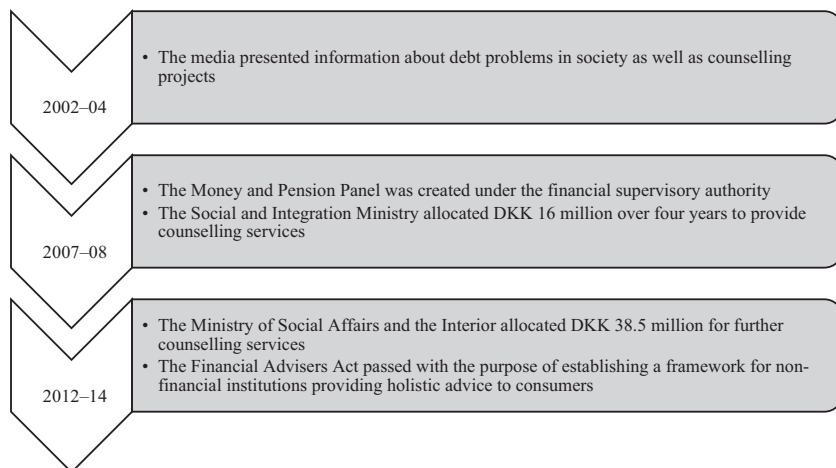 • The media presented information about debt problems in society as well as counselling
projects
2002–04
• The Money and Pension Panel was created under the financial supervisory authority
• The Social and Integration Ministry allocated DKK 16 million over four years to provide
counselling services
2007–08
• The Ministry of Social Affairs and the Interior allocated DKK 38.5 million for further
counselling services
• The Financial Advisers Act passed with the purpose of establishing a framework for non-
financial institutions providing holistic advice to consumers
2012–14